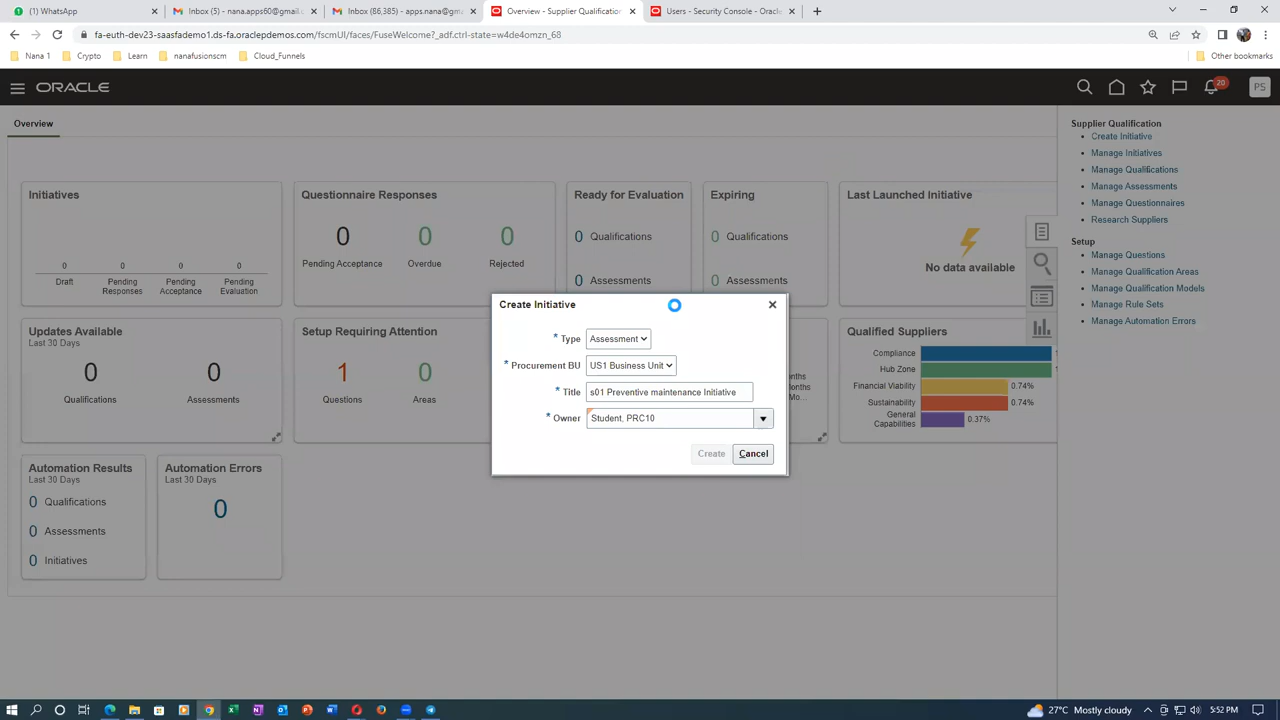 (1) WhatsApp
Inbox (5) - nana.apps60@gmail.c
Inbox (86,385) - apps.nana@gm
Overview - Supplier Qualification
Users - Security Console - Oracle
fa-euth-dev23-saasfademo1.ds-fa.oraclepdemos.com/fscmUI/faces/FuseWelcome?_adf.ctrl-state=w4de4omzn_68
Nana 1
Crypto
Learn
nanafusionscm
Cloud_Funnels
Other bookmarks
ORACLE
20
PS
Overview
Initiatives
0 0 0 0
Draft
Pending Responses
Pending Acceptance
Pending Evaluation
Questionnaire Responses
0 0 0
Pending Acceptance
Overdue
Rejected
Ready for Evaluation
0 Qualifications
0 Assessments
Expiring
0 Qualifications
0 Assessments
Last Launched Initiative
No data available
Supplier Qualification
Create Initiative
Manage Initiatives
Manage Qualifications
Manage Assessments
Manage Questionnaires
Research Suppliers
Setup
Manage Questions
Manage Qualification Areas
Manage Qualification Models
Manage Rule Sets
Manage Automation Errors
Create Initiative
* Type Assessment
* Procurement BU US1 Business Unit
* Title s01 Preventive maintenance Initiative
* Owner Student, PRC10
Create Cancel
Updates Available
Last 30 Days
0 0
Qualifications
Assessments
Setup Requiring Attention
1 0
Questions
Areas
nths
Months
Mo...
Qualified Suppliers
Compliance
Hub Zone
Financial Viability 0.74%
Sustainability 0.74%
General Capabilities 0.37%
Automation Results
Last 30 Days
0 Qualifications
0 Assessments
0 Initiatives
Automation Errors
Last 30 Days
0
27°C Mostly cloudy
5:52 PM